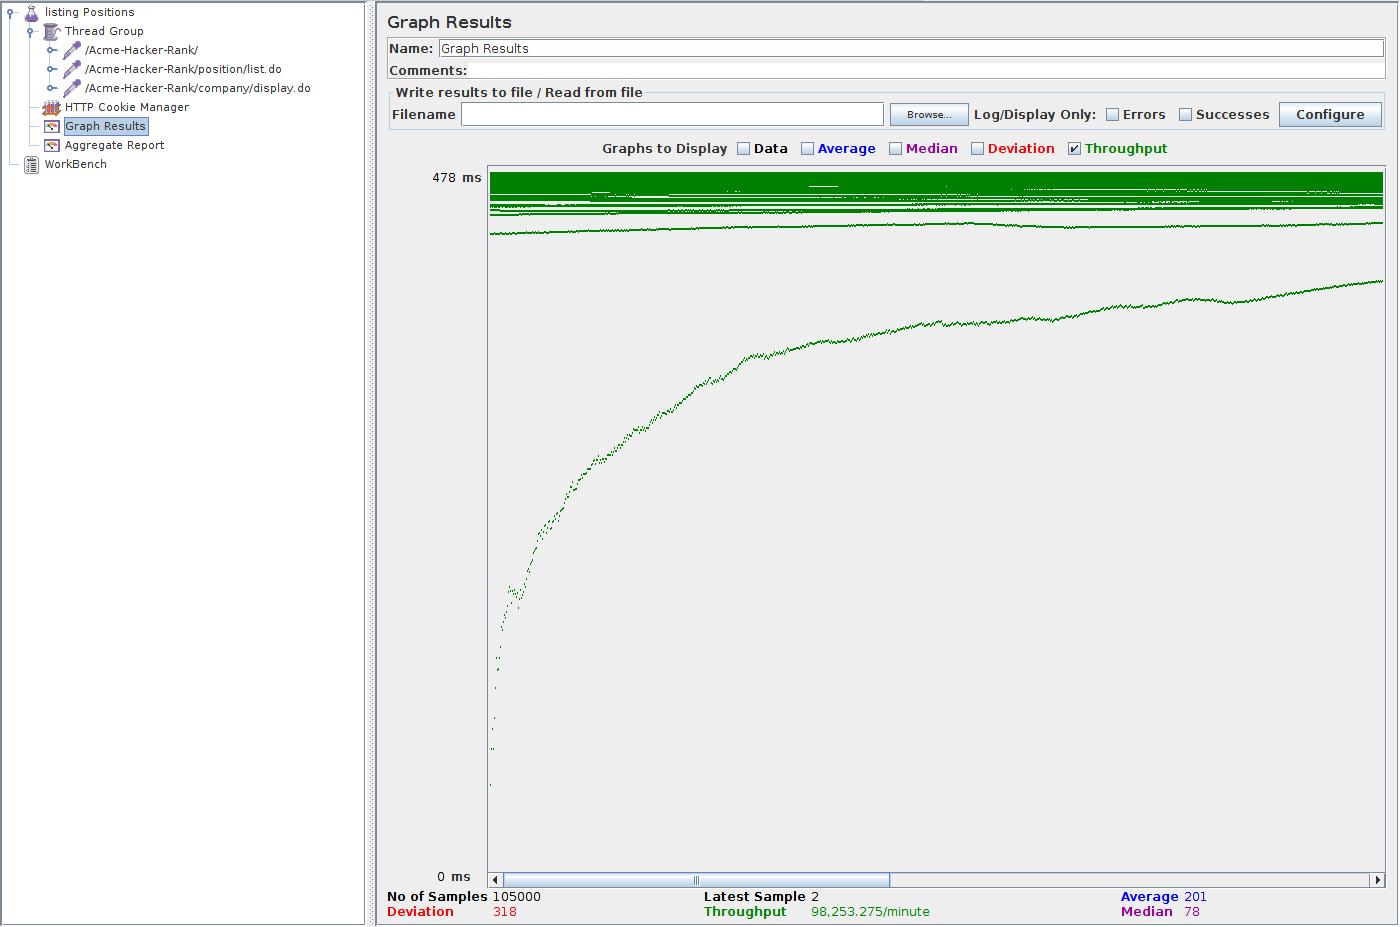 listing Positions
Thread Group
/Acme-Hacker-Rank/
/Acme-Hacker-Rank/position/list.do
/Acme-Hacker-Rank/company/display.do
HTTP Cookie Manager
Graph Results
Aggregate Report
WorkBench
Graph Results
Name: Graph Results
Comments:
Write results to file / Read from file
Filename Browse... Log/Display Only: Errors Successes Configure
Graphs to Display Data Average Median Deviation Throughput
478 ms
0 ms
No of Samples 105000 Latest Sample 2 Average 201
Deviation 318 Throughput 98,253.275/minute Median 78